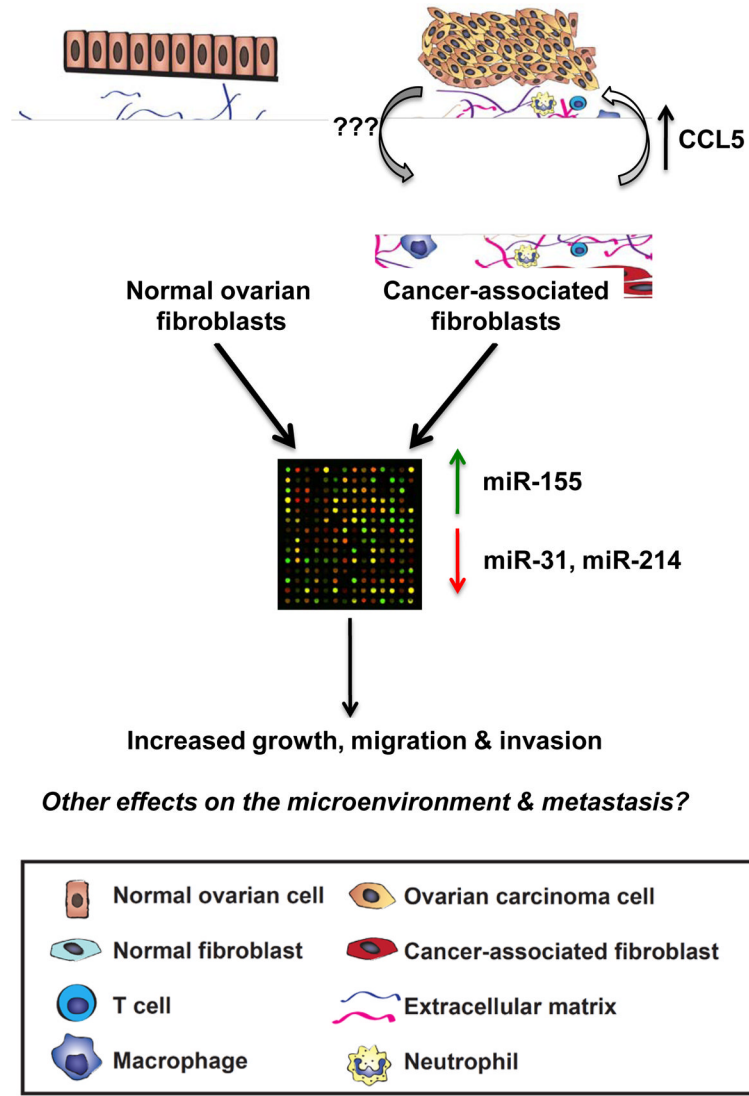 ???
CCL5
Normal ovarian
fibroblasts
Cancer-associated
fibroblasts
miR-155
miR-31, miR-214
Increased growth, migration & invasion
Other effects on the microenvironment & metastasis?
Normal ovarian cell
Ovarian carcinoma cell
Normal fibroblast
Cancer-associated fibroblast
T cell
Extracellular matrix
Macrophage
Neutrophil